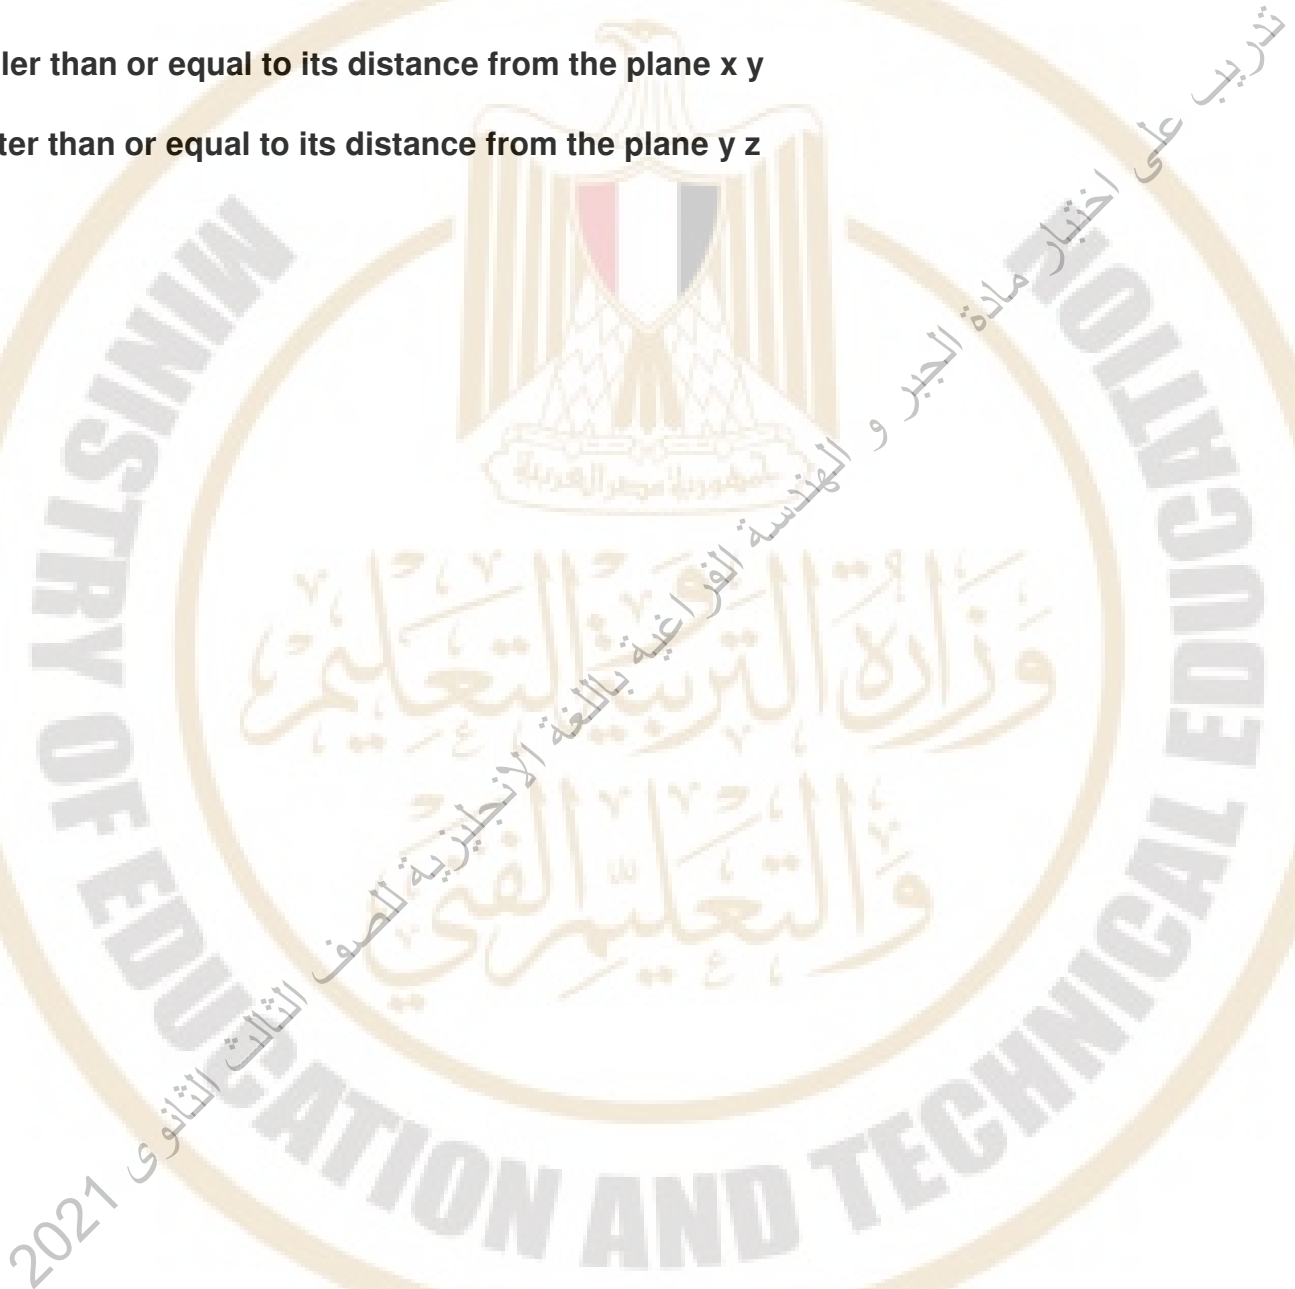 ler than or equal to its distance from the plane x y
ter than or equal to its distance from the plane y z
تدريب على اختبار مادة الجبر و الهندسة الفراغية باللغة الانجليزية للصف الثالث الثانوى 2021
جمهورية مصر العربية
وزارة التربية والتعليم
والتعليم الفني
MINISTRY OF EDUCATION AND TECHNICAL EDUCATION